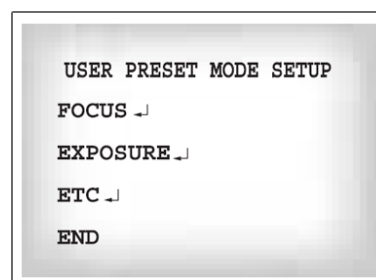 USER PRESET MODE SETUP
FOCUS ↲
EXPOSURE ↲
ETC ↲
END